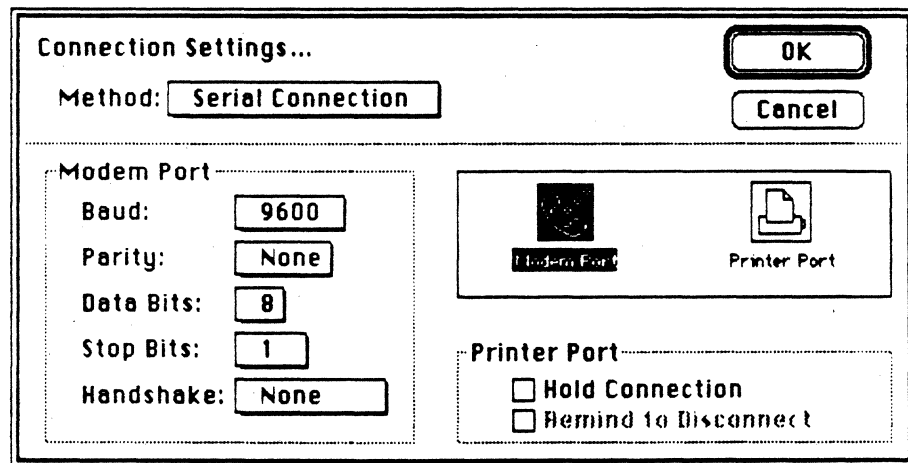 Connection Settings...
OK
Method: Serial Connection
Cancel
Modem Port
Baud: 9600
Parity: None
Data Bits: 8
Stop Bits: 1
Handshake: None
Modem Port
Printer Port
Printer Port
Hold Connection
Remind to Disconnect